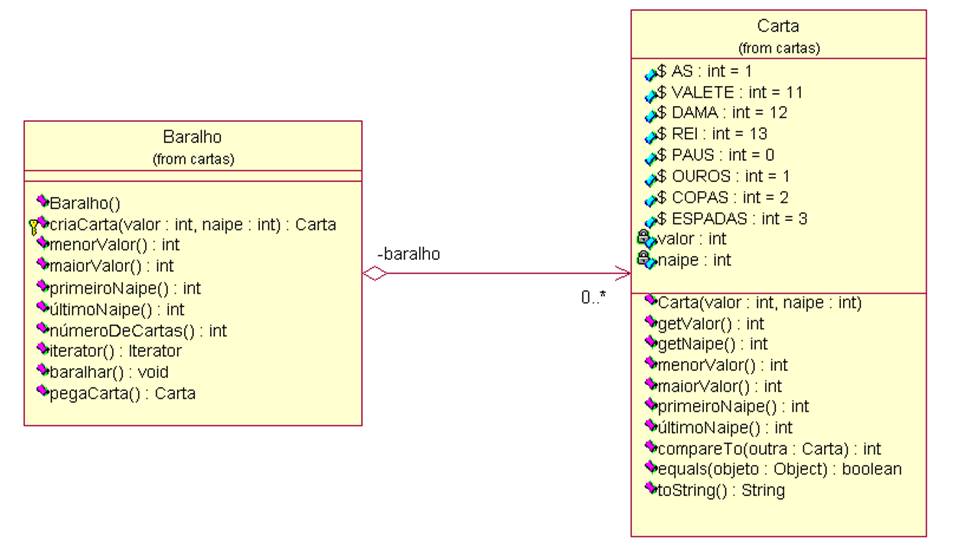 Baralho
(from cartas)
Baralho()
criaCarta(valor : int, naipe : int) : Carta
menorValor() : int
maiorValor() : int
primeiroNaipe() : int
últimoNaipe() : int
númeroDeCartas() : int
iterator() : Iterator
baralhar() : void
pegaCarta() : Carta
-baralho
0..*
Carta
(from cartas)
$ AS : int = 1
$ VALETE : int = 11
$ DAMA : int = 12
$ REI : int = 13
$ PAUS : int = 0
$ OUROS : int = 1
$ COPAS : int = 2
$ ESPADAS : int = 3
valor : int
naipe : int
Carta(valor : int, naipe : int)
getValor() : int
getNaipe() : int
menorValor() : int
maiorValor() : int
primeiroNaipe() : int
últimoNaipe() : int
compareTo(outra : Carta) : int
equals(objeto : Object) : boolean
toString() : String